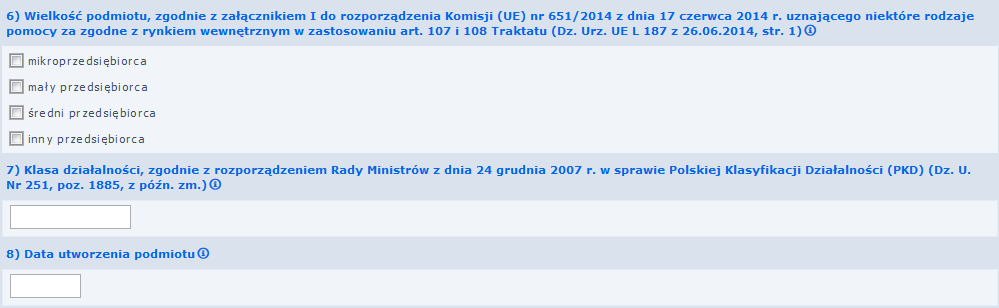 6) Wielkość podmiotu, zgodnie z załącznikiem I do rozporządzenia Komisji (UE) nr 651/2014 z dnia 17 czerwca 2014 r. uznającego niektóre rodzaje
pomocy za zgodne z rynkiem wewnętrznym w zastosowaniu art. 107 i 108 Traktatu (Dz. Urz. UE L 187 z 26.06.2014, str. 1)
mikroprzedsiębiorca
mały przedsiębiorca
średni przedsiębiorca
inny przedsiębiorca
7) Klasa działalności, zgodnie z rozporządzeniem Rady Ministrów z dnia 24 grudnia 2007 r. w sprawie Polskiej Klasyfikacji Działalności (PKD) (Dz. U.
Nr 251, poz. 1885, z późn. zm.)
8) Data utworzenia podmiotu